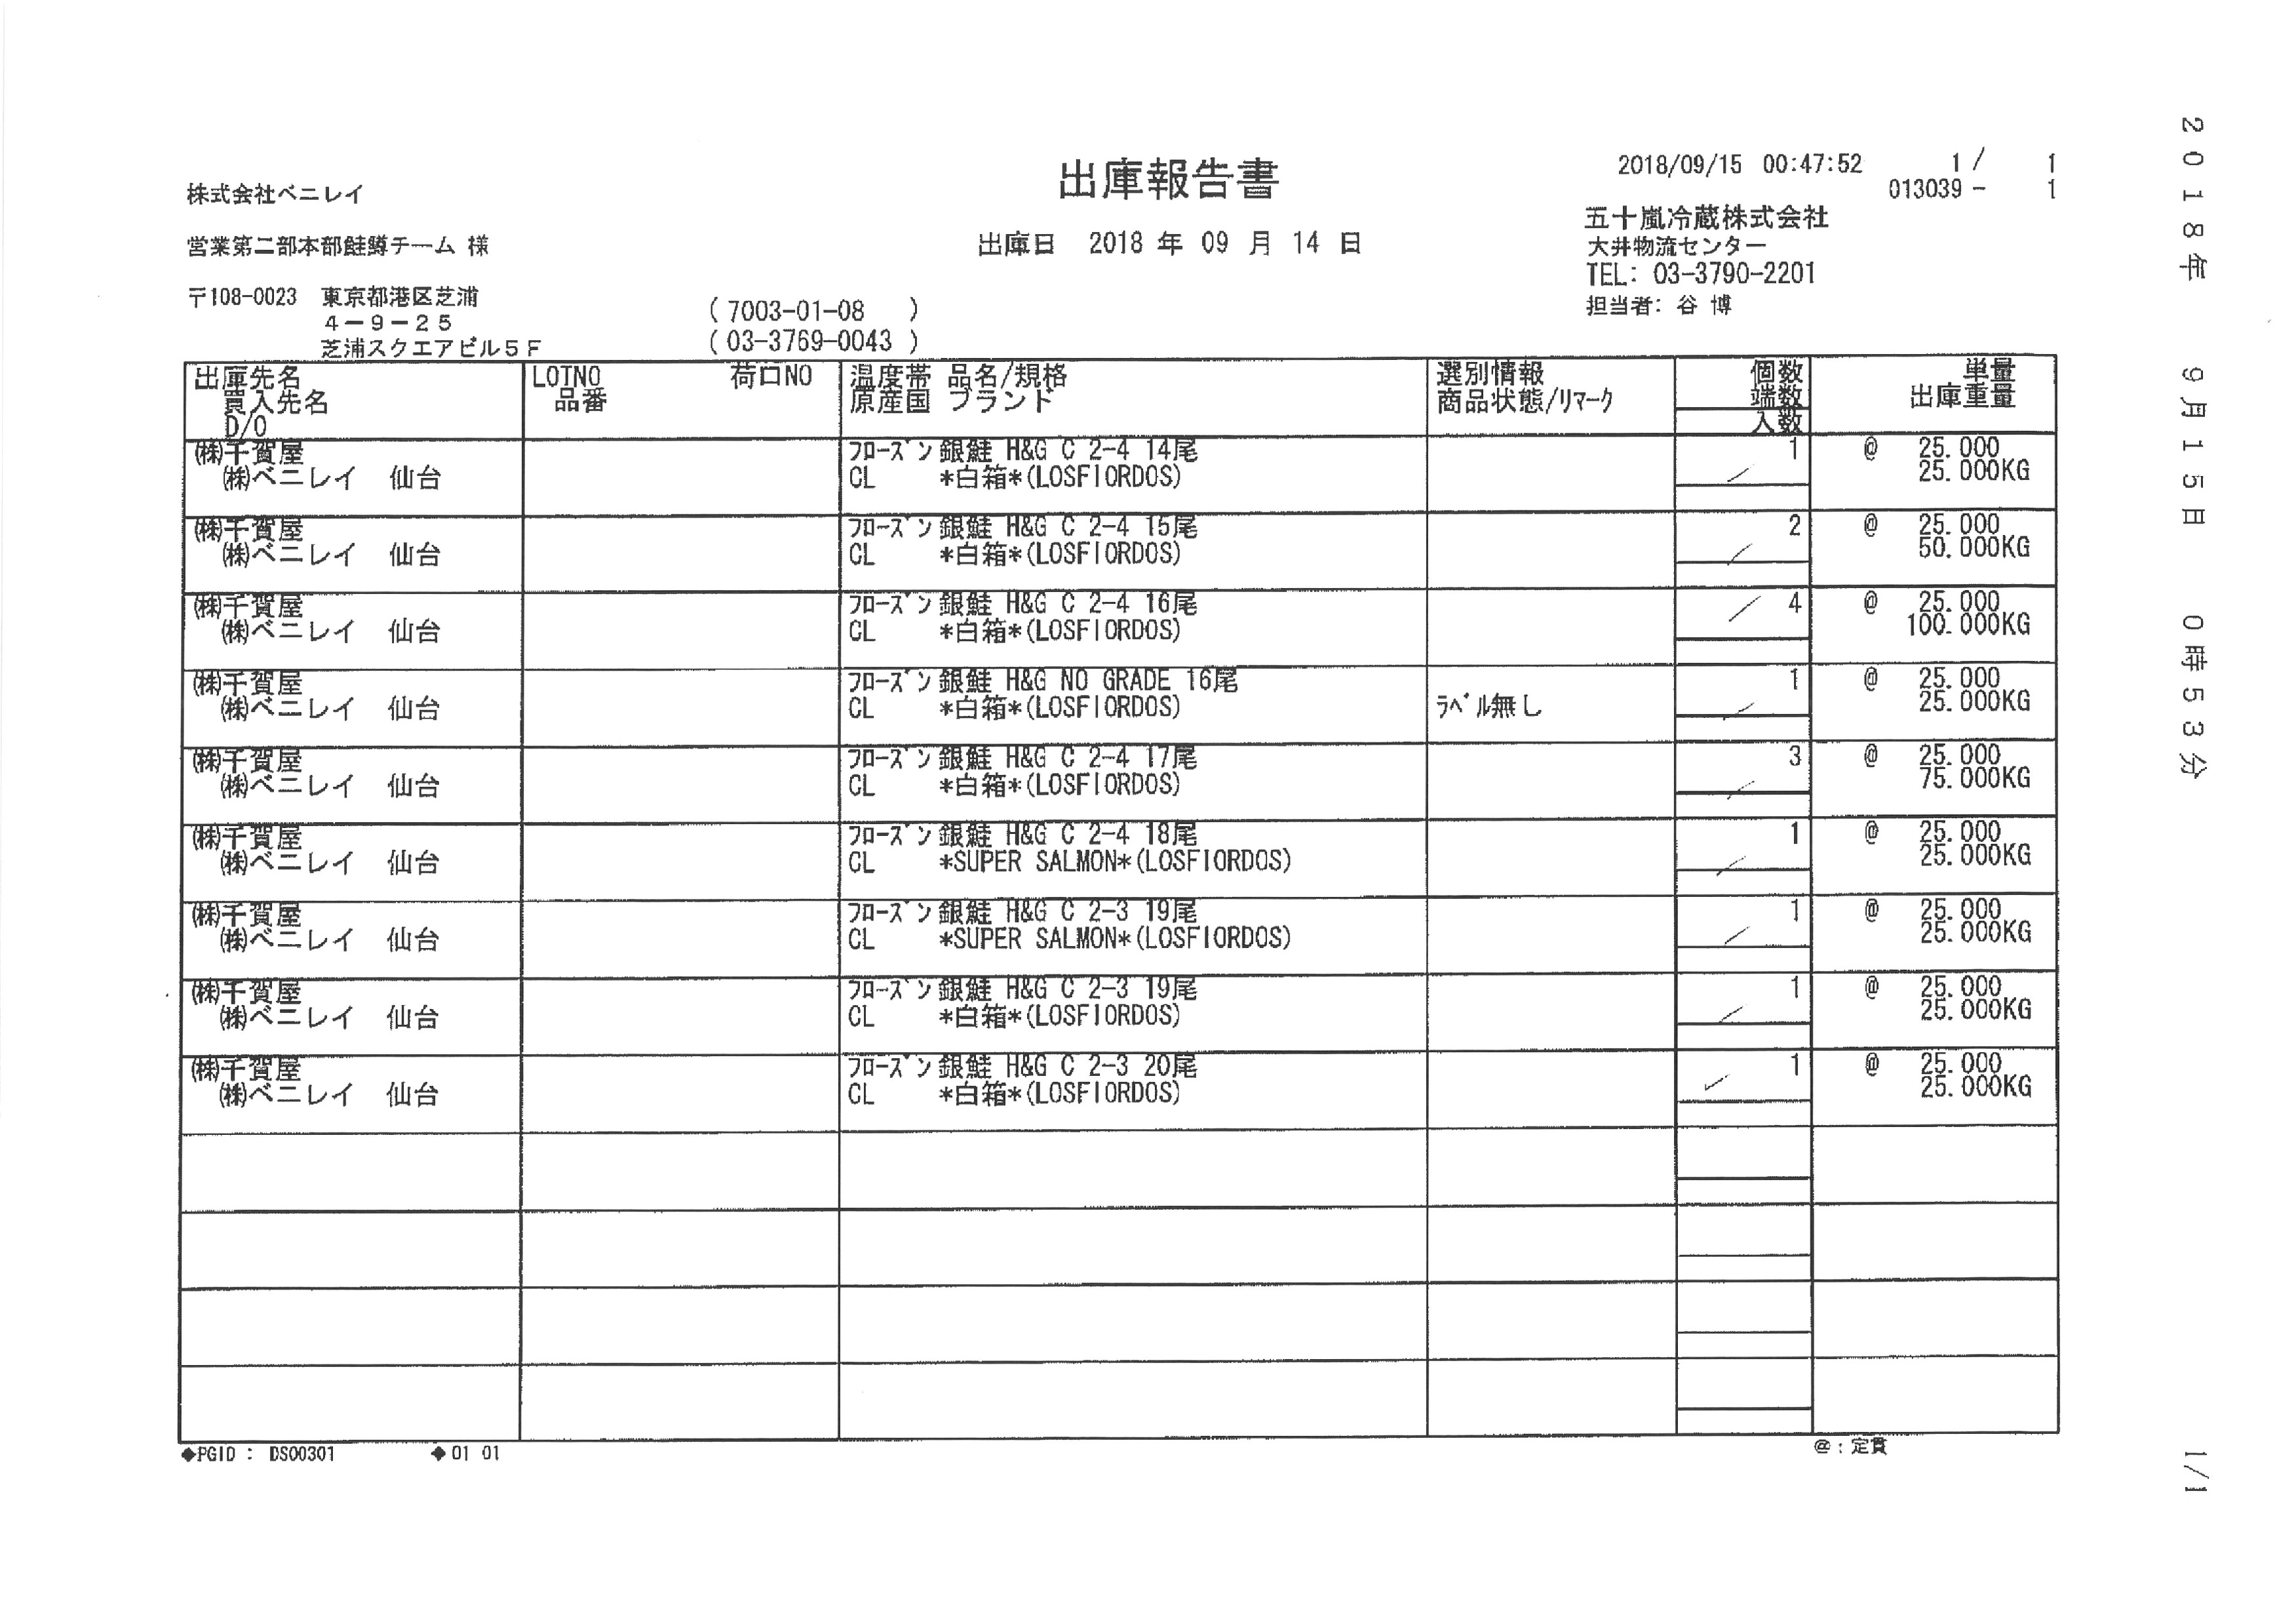 株式会社ベニレイ
営業第二部本部鮭鱒チーム 様
〒108-0023 東京都港区芝浦
4－9－25
芝浦スクエアビル5F
(7003-01-08 )
(03-3769-0043 )
出庫報告書
出庫日 2018 年 09 月 14 日
2018/09/15 00:47:52 1/ 1
013039 - 1
五十嵐冷蔵株式会社
大井物流センター
TEL: 03-3790-2201
担当者: 谷 博
出庫先名 LOTNO 荷口NO 温度帯 品名/規格 選別情報 個数 単量
買入先名 品番 原産国 ブランド 商品状態/ﾘﾏｰｸ 端数 出庫重量
D/O 入数
㈱千賀屋 ﾌﾛｰｽﾞﾝ 銀鮭 H&G C 2-4 14尾 1 @ 25.000
㈱ベニレイ 仙台 CL *白箱*(LOSFIORDOS) 25.000KG
㈱千賀屋 ﾌﾛｰｽﾞﾝ 銀鮭 H&G C 2-4 15尾 2 @ 25.000
㈱ベニレイ 仙台 CL *白箱*(LOSFIORDOS) 50.000KG
㈱千賀屋 ﾌﾛｰｽﾞﾝ 銀鮭 H&G C 2-4 16尾 4 @ 25.000
㈱ベニレイ 仙台 CL *白箱*(LOSFIORDOS) 100.000KG
㈱千賀屋 ﾌﾛｰｽﾞﾝ 銀鮭 H&G NO GRADE 16尾 1 @ 25.000
㈱ベニレイ 仙台 CL *白箱*(LOSFIORDOS) ﾗﾍﾞﾙ無し 25.000KG
㈱千賀屋 ﾌﾛｰｽﾞﾝ 銀鮭 H&G C 2-4 17尾 3 @ 25.000
㈱ベニレイ 仙台 CL *白箱*(LOSFIORDOS) 75.000KG
㈱千賀屋 ﾌﾛｰｽﾞﾝ 銀鮭 H&G C 2-4 18尾 1 @ 25.000
㈱ベニレイ 仙台 CL *SUPER SALMON*(LOSFIORDOS) 25.000KG
㈱千賀屋 ﾌﾛｰｽﾞﾝ 銀鮭 H&G C 2-3 19尾 1 @ 25.000
㈱ベニレイ 仙台 CL *SUPER SALMON*(LOSFIORDOS) 25.000KG
㈱千賀屋 ﾌﾛｰｽﾞﾝ 銀鮭 H&G C 2-3 19尾 1 @ 25.000
㈱ベニレイ 仙台 CL *白箱*(LOSFIORDOS) 25.000KG
㈱千賀屋 ﾌﾛｰｽﾞﾝ 銀鮭 H&G C 2-3 20尾 1 @ 25.000
㈱ベニレイ 仙台 CL *白箱*(LOSFIORDOS) 25.000KG
◆PGID : DS00301 ◆01 01
@:定貫
2018年 9月15日 0時53分 1/1